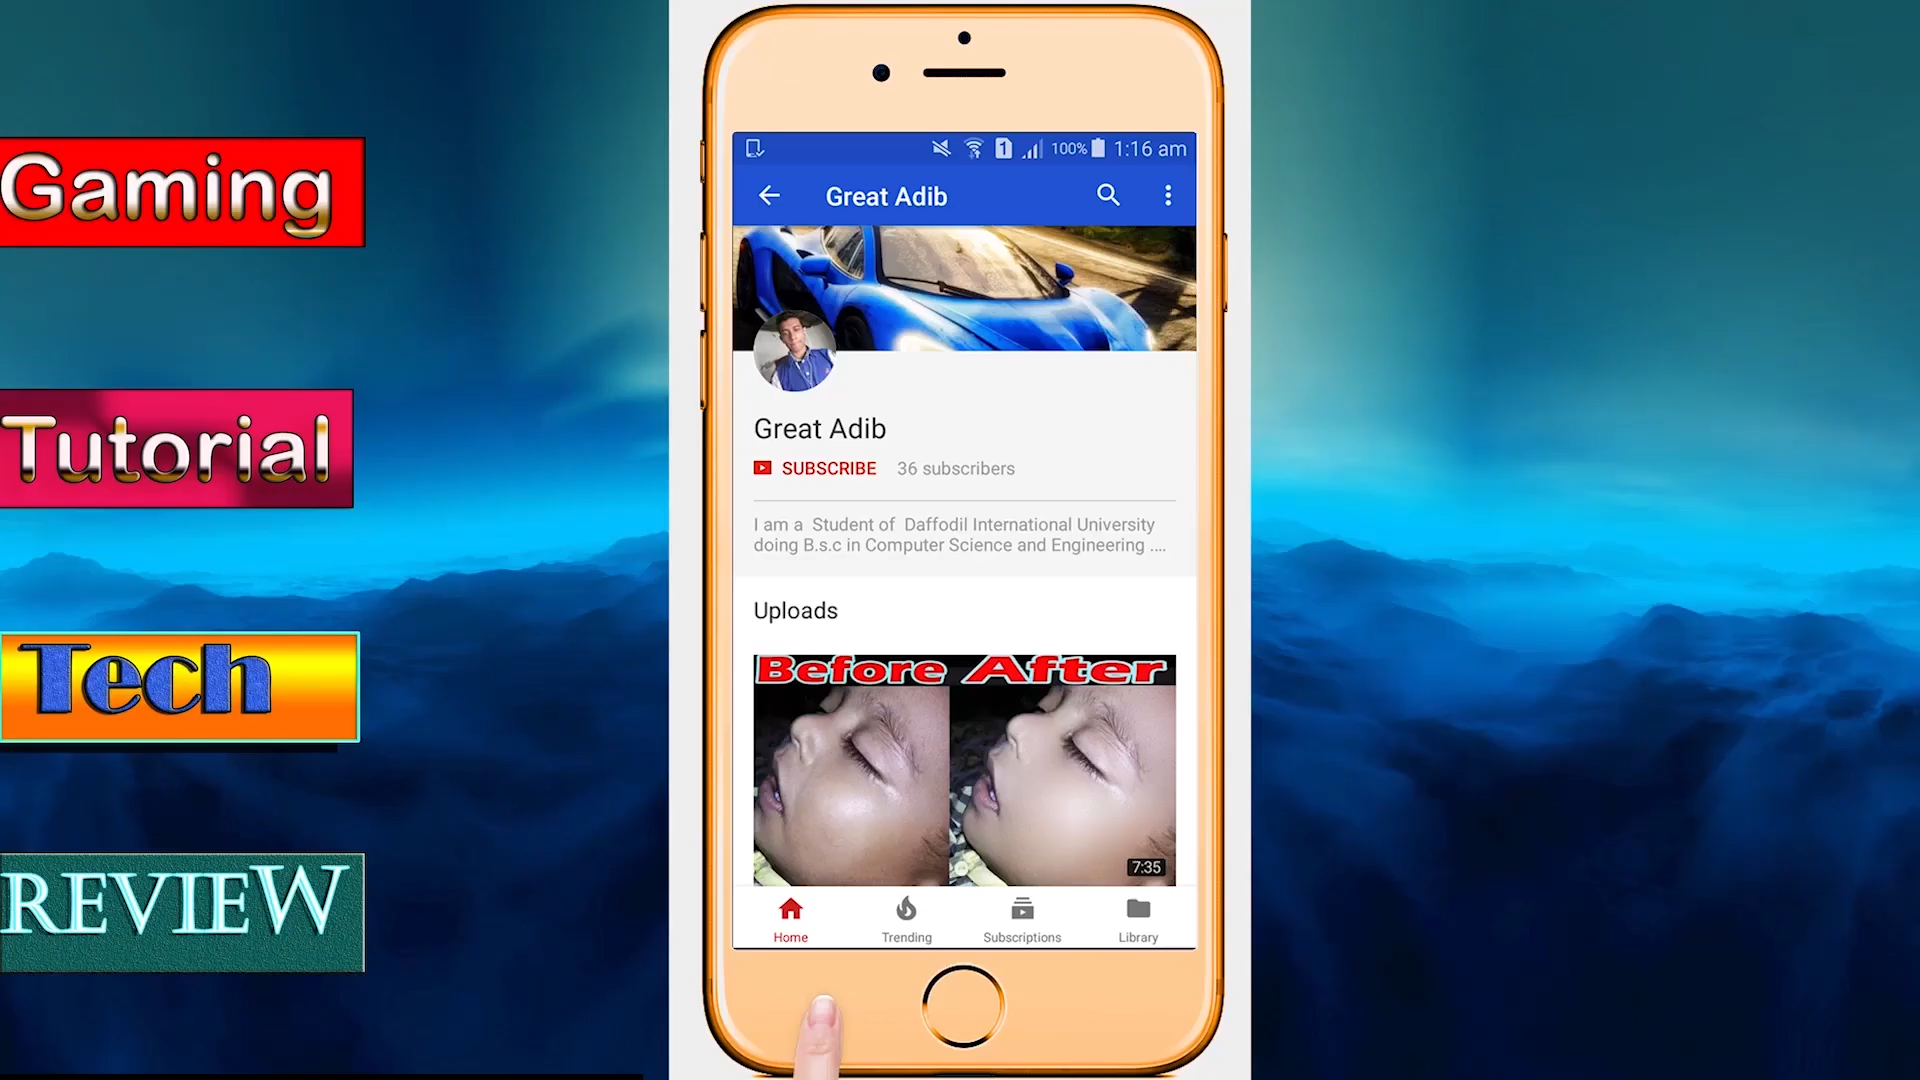 Gaming
Tutorial
Tech
REVIEW
1 100% 1:16 am
Great Adib
Great Adib
SUBSCRIBE 36 subscribers
I am a Student of Daffodil International University
doing B.s.c in Computer Science and Engineering ....
Uploads
Before After
7:35
Home Trending Subscriptions Library